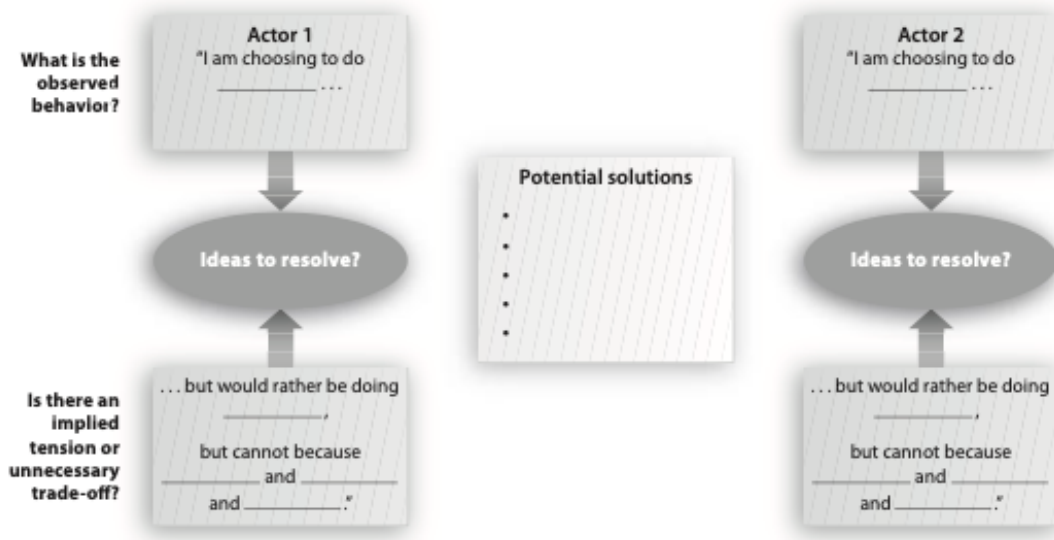 What is the
observed
behavior?
Actor 1
"I am choosing to do
__________ ...
Actor 2
"I am choosing to do
__________ ...
Ideas to resolve?
Potential solutions
•
•
•
•
•
Ideas to resolve?
Is there an
implied
tension or
unnecessary
trade-off?
... but would rather be doing
__________,
but cannot because
__________ and __________
and __________."
... but would rather be doing
__________,
but cannot because
__________ and __________
and __________."